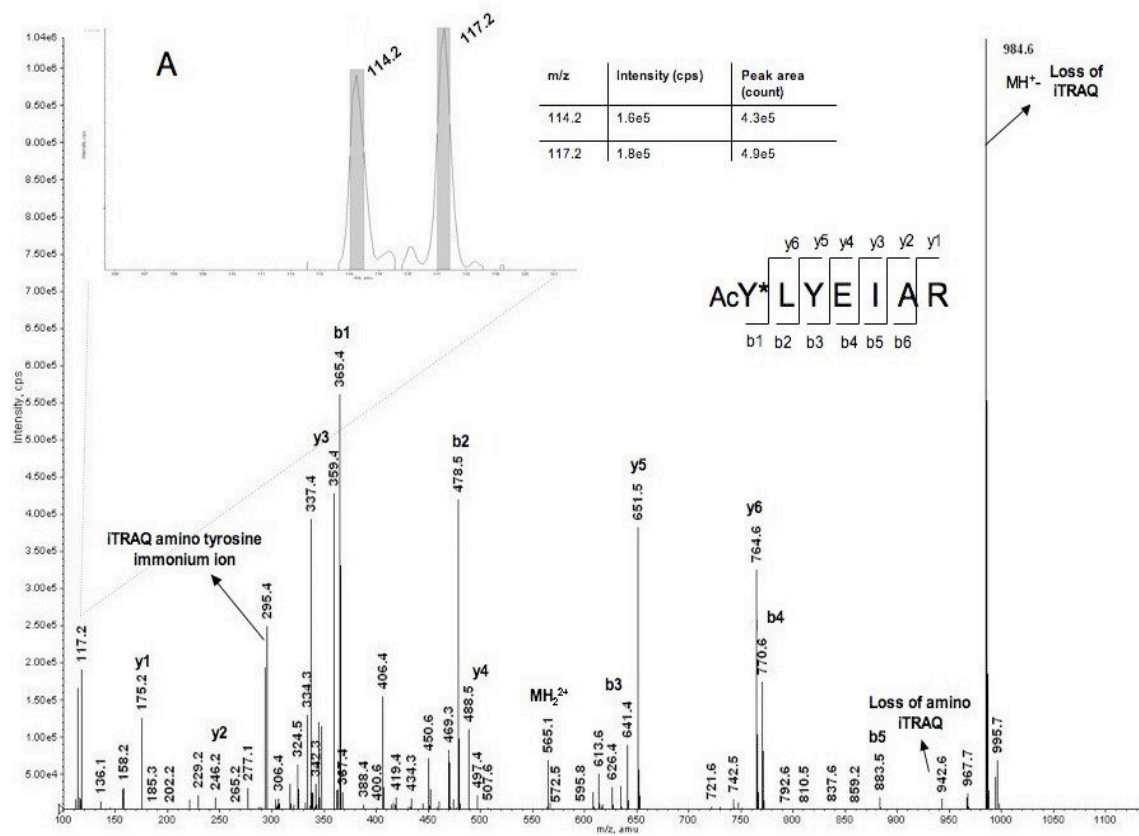 A
114.2
117.2
m/z Intensity (cps) Peak area (count)
114.2 1.6e5 4.3e5
117.2 1.8e5 4.9e5
984.6
MH⁺- Loss of iTRAQ
y6 y5 y4 y3 y2 y1
AcY*LYEIAR
b1 b2 b3 b4 b5 b6
Intensity, cps
1.04e6
1.00e6
9.50e5
9.00e5
8.50e5
8.00e5
7.50e5
7.00e5
6.50e5
6.00e5
5.50e5
5.00e5
4.50e5
4.00e5
3.50e5
3.00e5
2.50e5
2.00e5
1.50e5
1.00e5
5.00e4
117.2
136.1
158.2
y1
175.2
185.3
202.2
229.2
y2
246.2
265.2
277.1
iTRAQ amino tyrosine
immonium ion
295.4
306.4
324.5
334.3
337.4
342.3
y3
359.4
b1
365.4
367.4
388.4
400.6
406.4
419.4
434.3
450.6
469.3
b2
478.5
y4
488.5
497.4
507.6
MH₂²⁺
565.1
572.5
595.8
613.6
626.4
b3
641.4
y5
651.5
721.6
742.5
y6
764.6
b4
770.6
792.6
810.5
837.6
859.2
b5
883.5
Loss of amino
iTRAQ
942.6
967.7
995.7
100 200 300 400 500 600 700 800 900 1000 1100
m/z, amu